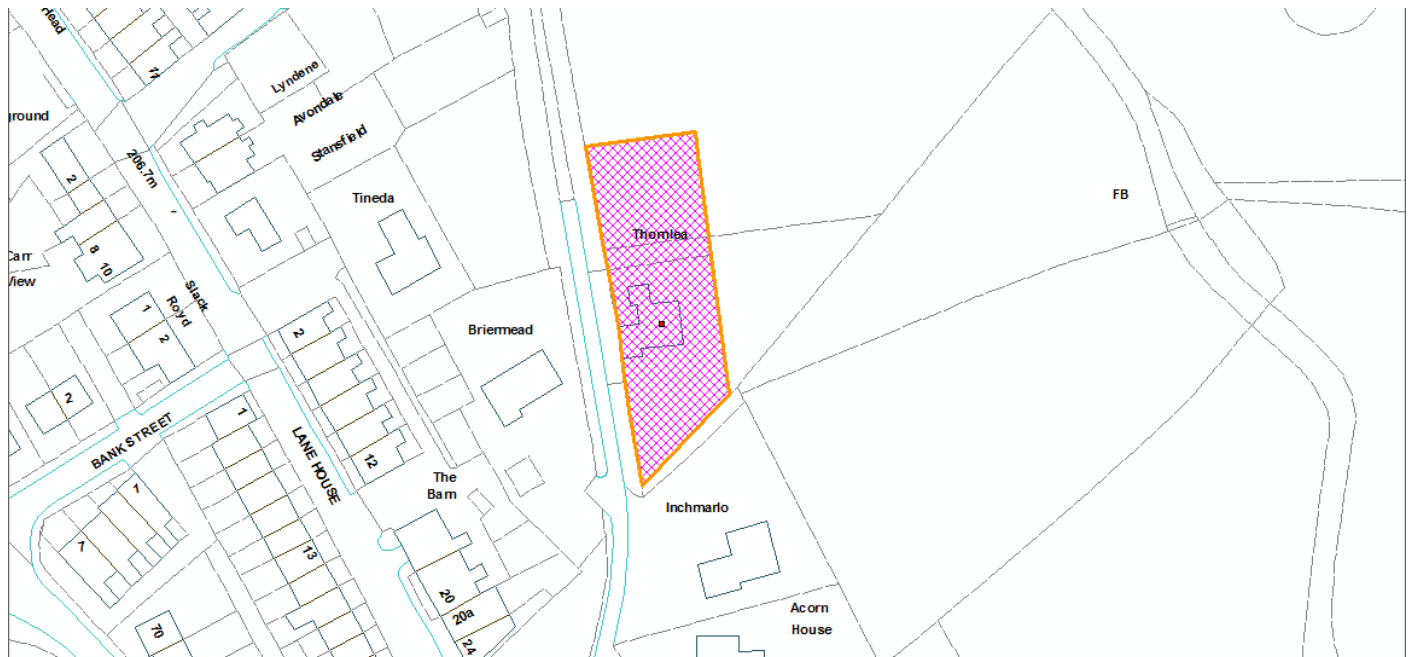 Head
11
Lyndene
Avondale
Stansfield
round
2
206.7m
Tineda
Thornlea
FB
8
10
Carr
View
Slack
Royd
1
2
2
Briermead
2
BANK STREET
1
LANE HOUSE
12
The
Barn
1
7
Inchmarlo
13
20
20a
24
70
Acorn
House